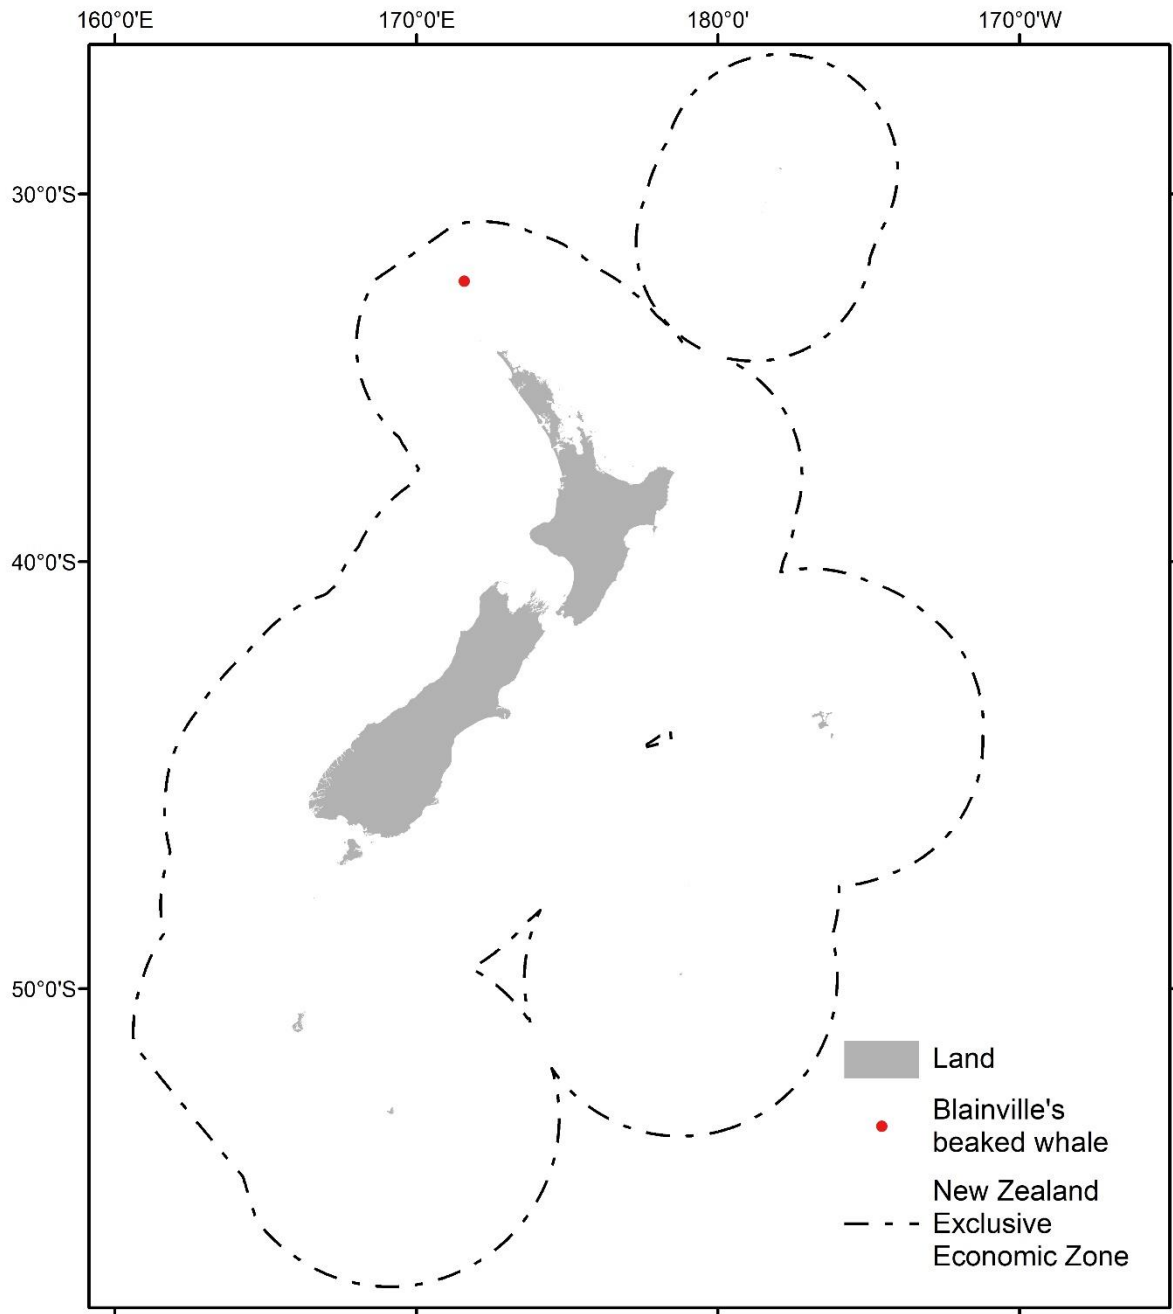 160°0'E
170°0'E
180°0'
170°0'W
30°0'S
40°0'S
50°0'S
Land
Blainville's
beaked whale
New Zealand
Exclusive
Economic Zone